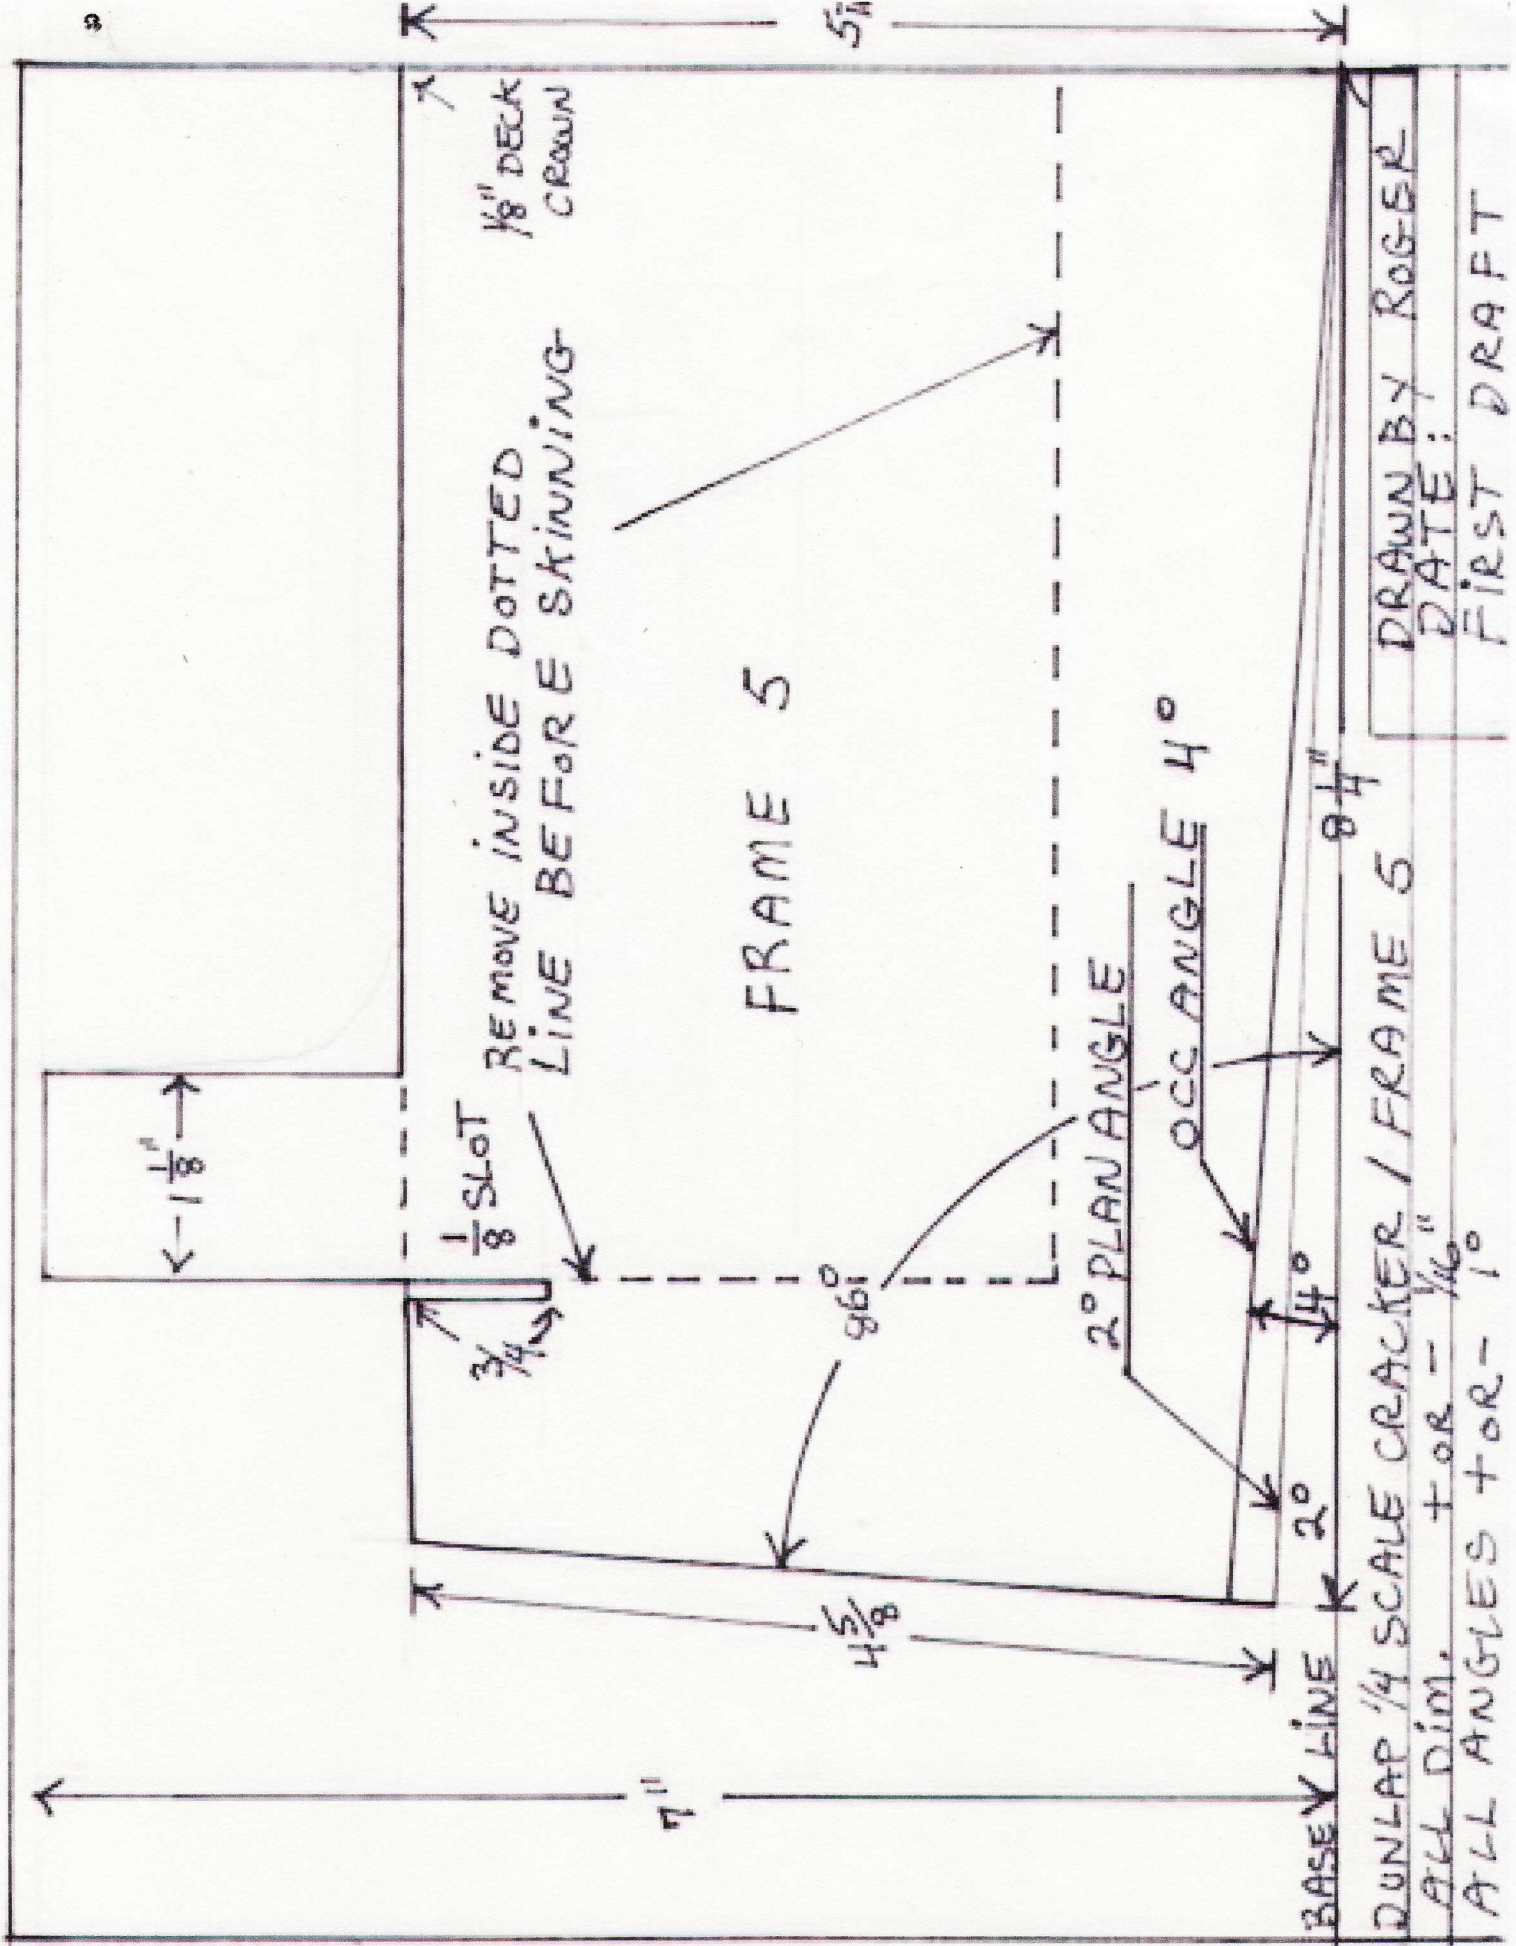 1 1/8"
1/8 SLOT
3/4
1/8" DECK
CROWN
REMOVE INSIDE DOTTED
LINE BEFORE SKINNING
7"
FRAME 5
4 5/8
86°
2° PLAN ANGLE
OCC ANGLE 4°
4°
2°
BASE LINE
8 1/4"
DUNLAP 1/4 SCALE CRACKER / FRAME 5
DRAWN BY ROGER
ALL DIM. + OR - 1/16"
DATE:
ALL ANGLES + OR - 1°
FIRST DRAFT